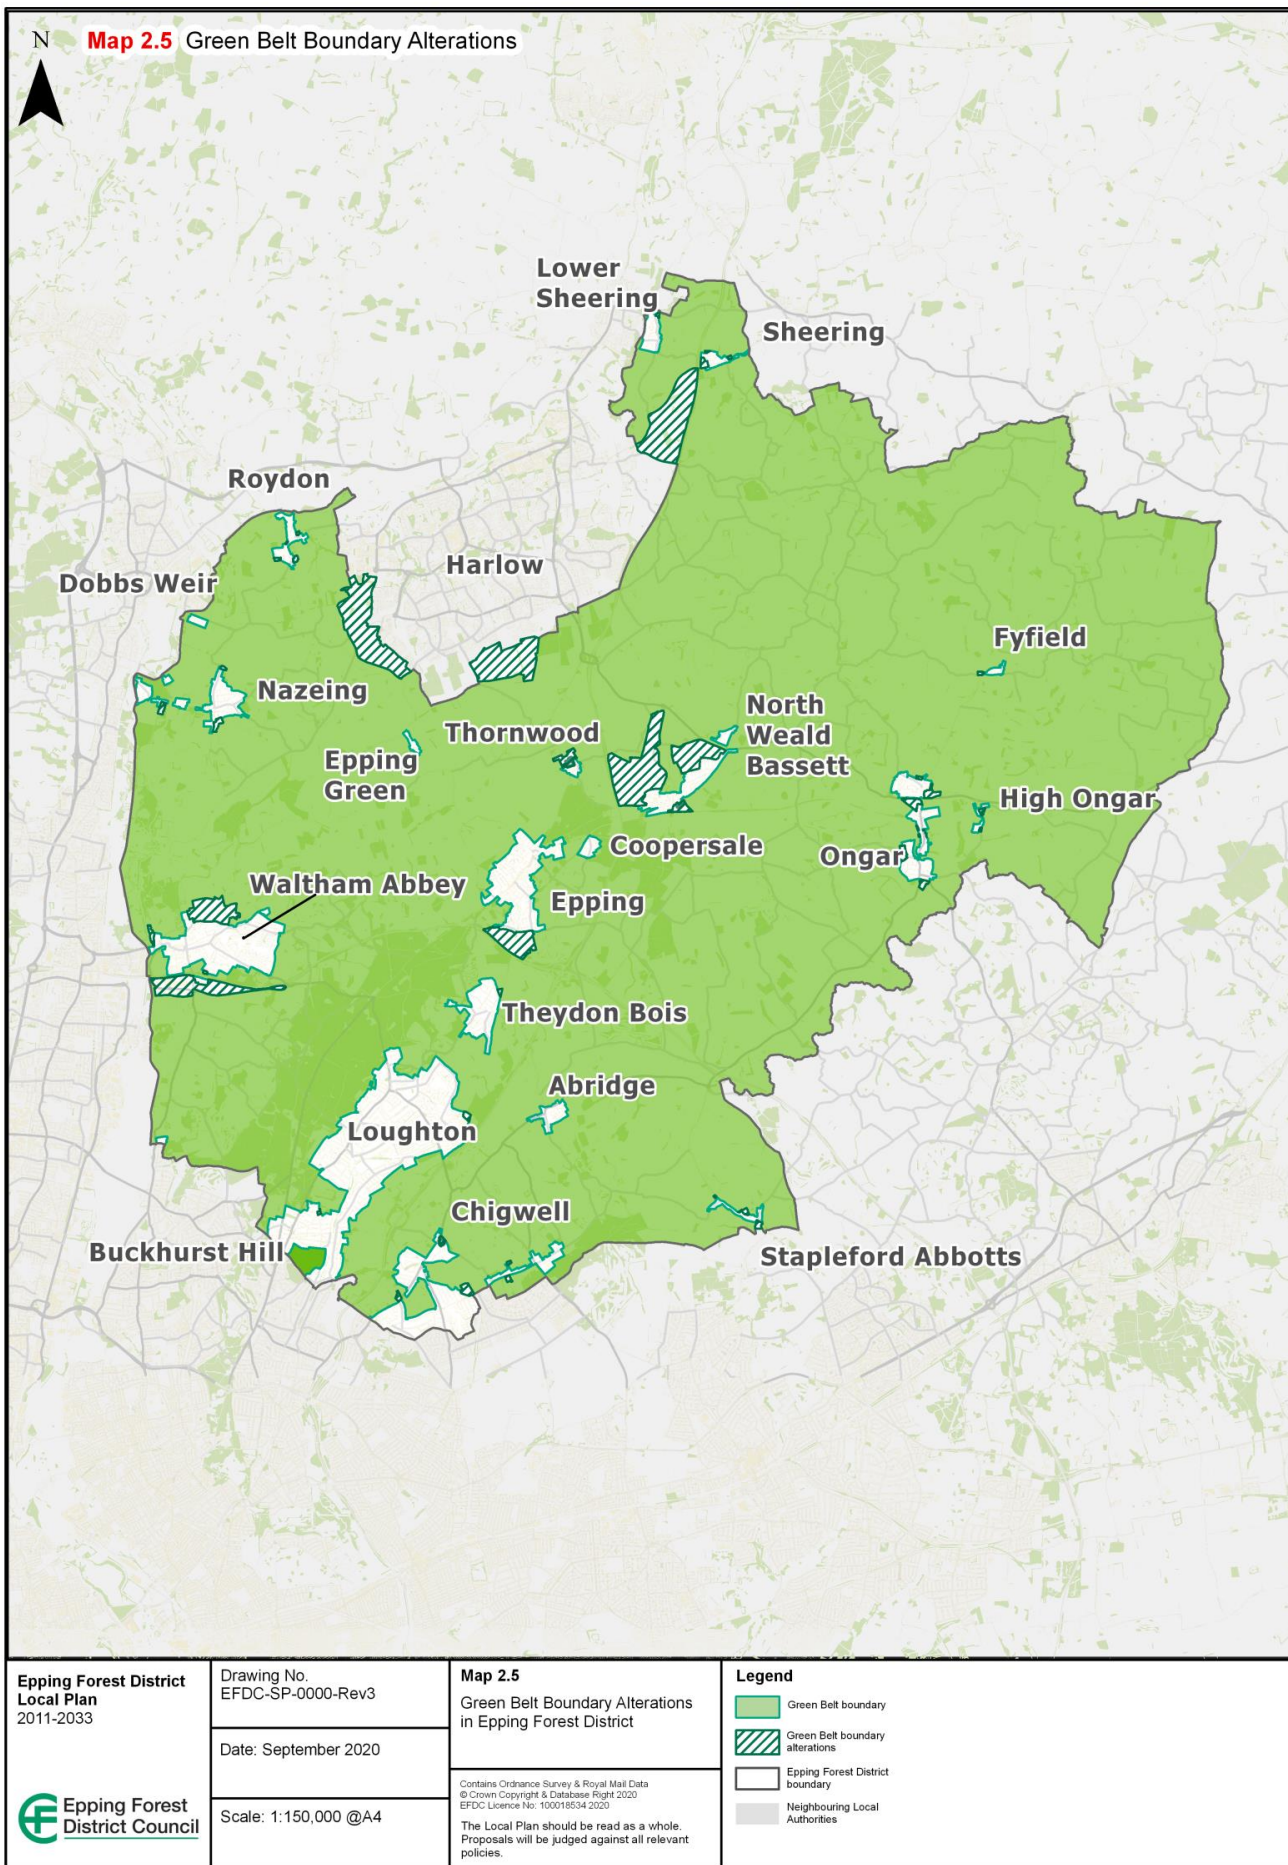 N
Map 2.5 Green Belt Boundary Alterations
Lower
Sheering
Sheering
Roydon
Harlow
Dobbs Weir
Fyfield
Nazeing
North
Weald
Bassett
Thornwood
Epping
Green
High Ongar
Coopersale
Ongar
Waltham Abbey
Epping
Theydon Bois
Abridge
Loughton
Chigwell
Buckhurst Hill
Stapleford Abbotts
Epping Forest District
Local Plan
2011-2033
Epping Forest
District Council
Drawing No.
EFDC-SP-0000-Rev3
Date: September 2020
Scale: 1:150,000 @A4
Map 2.5
Green Belt Boundary Alterations
in Epping Forest District
Contains Ordnance Survey & Royal Mail Data
© Crown Copyright & Database Right 2020
EFDC Licence No: 100018534 2020
The Local Plan should be read as a whole.
Proposals will be judged against all relevant
policies.
Legend
Green Belt boundary
Green Belt boundary
alterations
Epping Forest District
boundary
Neighbouring Local
Authorities